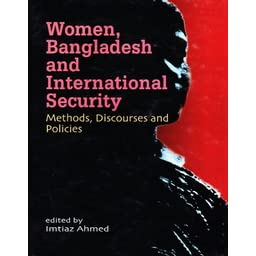 Women,
Bangladesh
and
International
Security
Methods, Discourses and
Policies
edited by
Imtiaz Ahmed